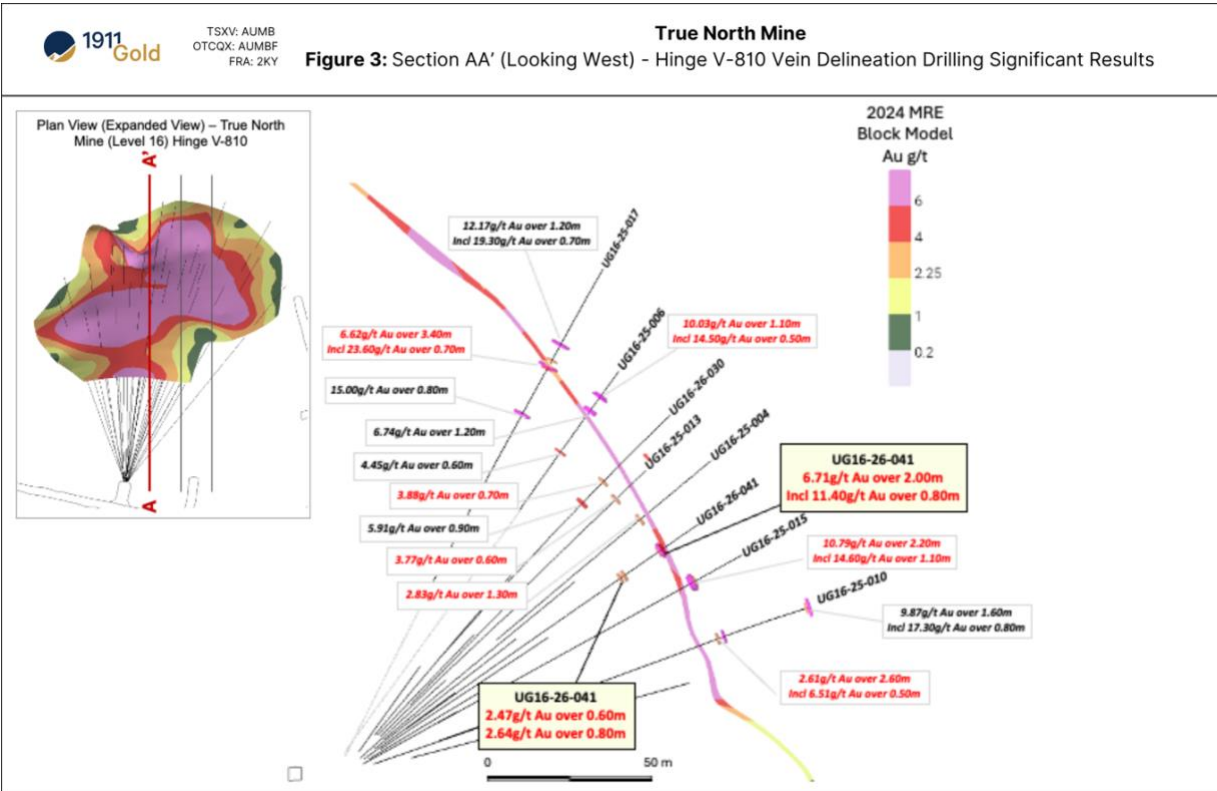 1911 Gold
TSXV: AUMB
OTCQX: AUMBF
FRA: 2KY
True North Mine
Figure 3: Section AA' (Looking West) - Hinge V-810 Vein Delineation Drilling Significant Results
Plan View (Expanded View) – True North
Mine (Level 16) Hinge V-810
A'
A
2024 MRE
Block Model
Au g/t
6
4
2.25
1
0.2
12.17g/t Au over 1.20m
Incl 19.30g/t Au over 0.70m
UG16-25-017
6.62g/t Au over 3.40m
Incl 23.60g/t Au over 0.70m
UG16-25-006
10.03g/t Au over 1.10m
Incl 14.50g/t Au over 0.50m
15.00g/t Au over 0.80m
UG16-26-030
6.74g/t Au over 1.20m
UG16-25-013
UG16-25-004
4.45g/t Au over 0.60m
3.88g/t Au over 0.70m
UG16-26-041
6.71g/t Au over 2.00m
Incl 11.40g/t Au over 0.80m
UG16-26-041
5.91g/t Au over 0.90m
UG16-25-015
3.77g/t Au over 0.60m
10.79g/t Au over 2.20m
Incl 14.60g/t Au over 1.10m
2.83g/t Au over 1.30m
UG16-25-010
9.87g/t Au over 1.60m
Incl 17.30g/t Au over 0.80m
2.61g/t Au over 2.60m
Incl 6.51g/t Au over 0.50m
UG16-26-041
2.47g/t Au over 0.60m
2.64g/t Au over 0.80m
0
50 m